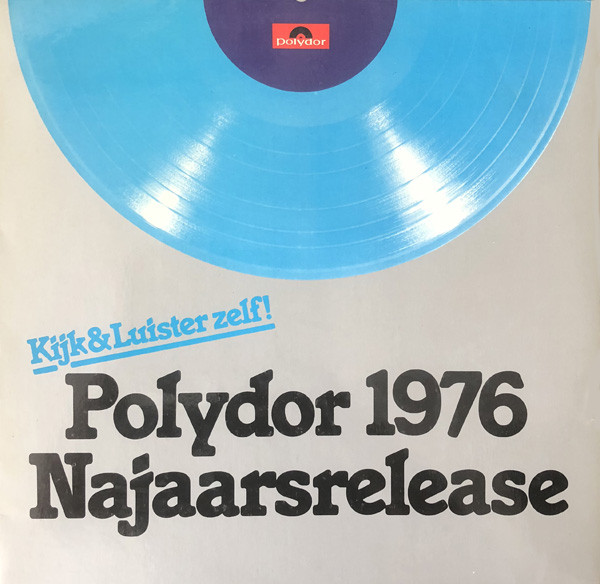 polydor
Kijk & Luister zelf!
Polydor 1976
Najaarsrelease